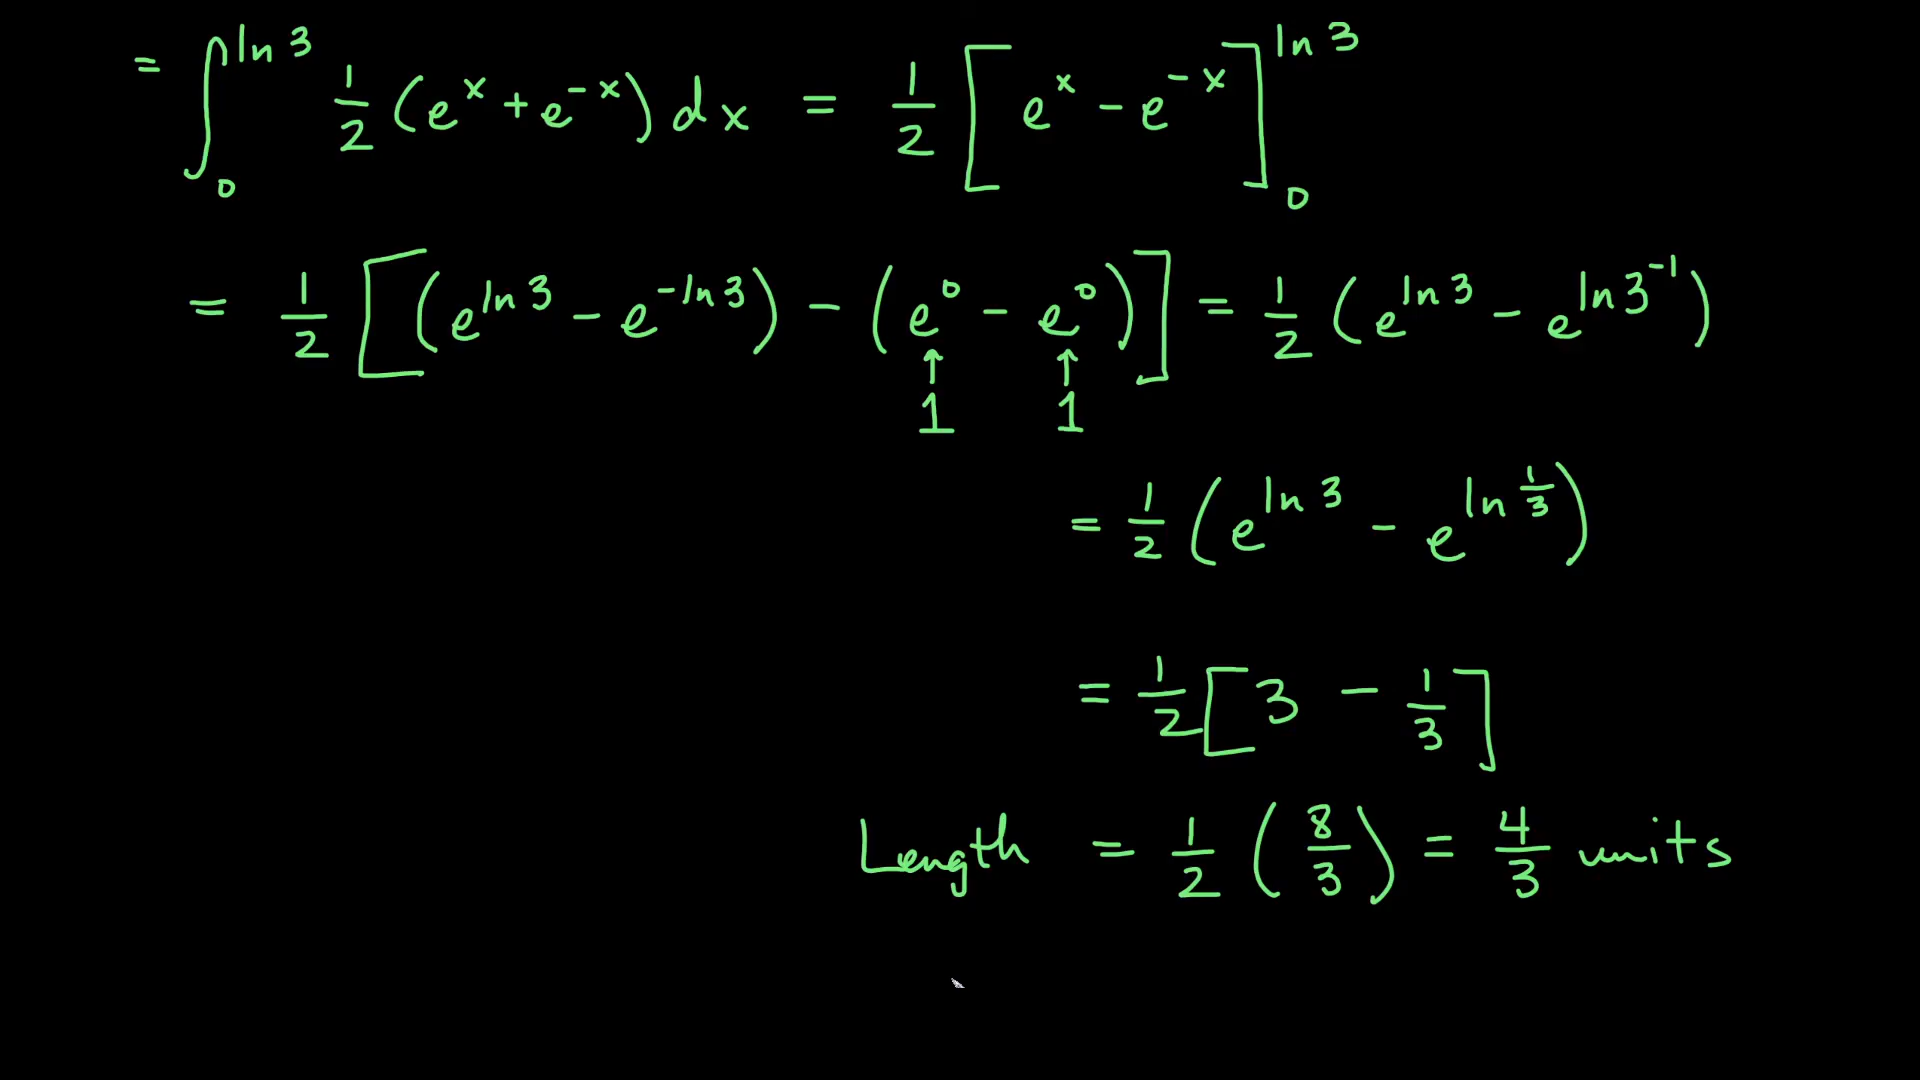 = ∫₀^{ln 3} 1/2 (e^x + e^{-x}) dx = 1/2 [e^x - e^{-x}]₀^{ln 3}
= 1/2 [(e^{ln 3} - e^{-ln 3}) - (e^0 - e^0)] = 1/2 (e^{ln 3} - e^{ln 3^{-1}})
↑ ↑
1 1
= 1/2 (e^{ln 3} - e^{ln 1/3})
= 1/2 [3 - 1/3]
Length = 1/2 (8/3) = 4/3 units